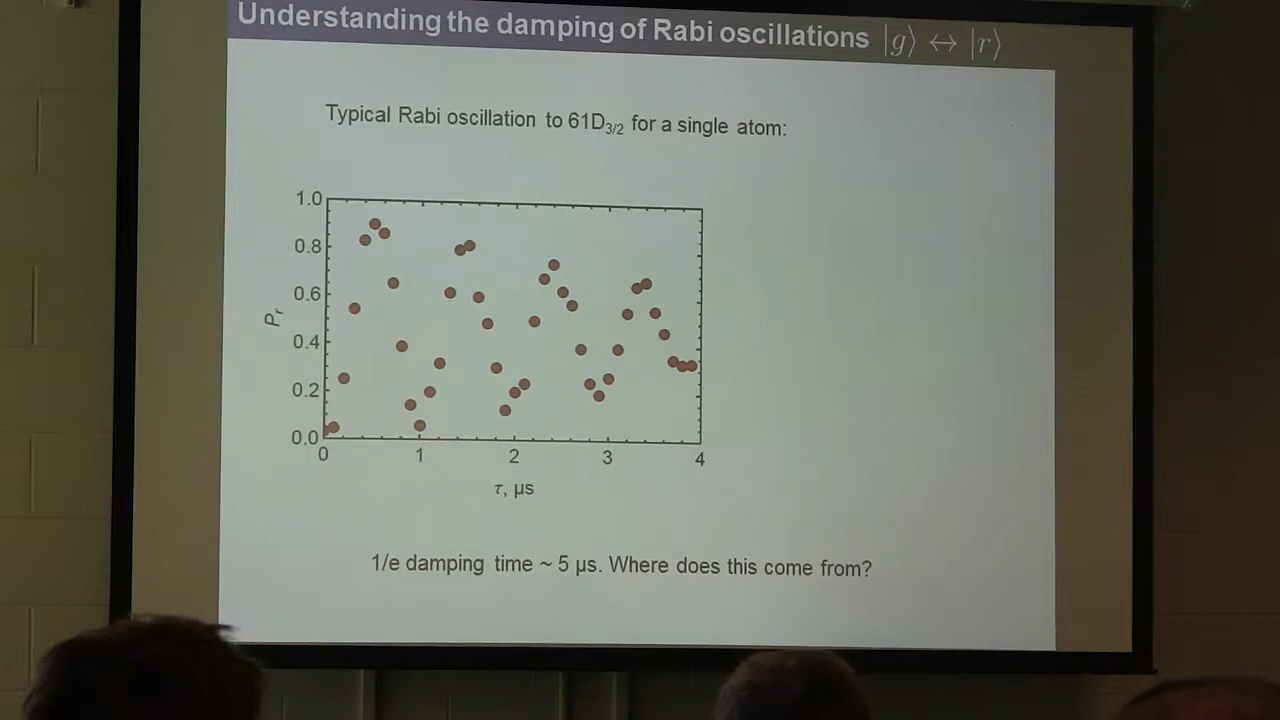 Understanding the damping of Rabi oscillations |g⟩ ↔ |r⟩
Typical Rabi oscillation to 61D3/2 for a single atom:
1.0
0.8
0.6
0.4
0.2
0.0
Pr
0 1 2 3 4
τ, μs
1/e damping time ~ 5 μs. Where does this come from?